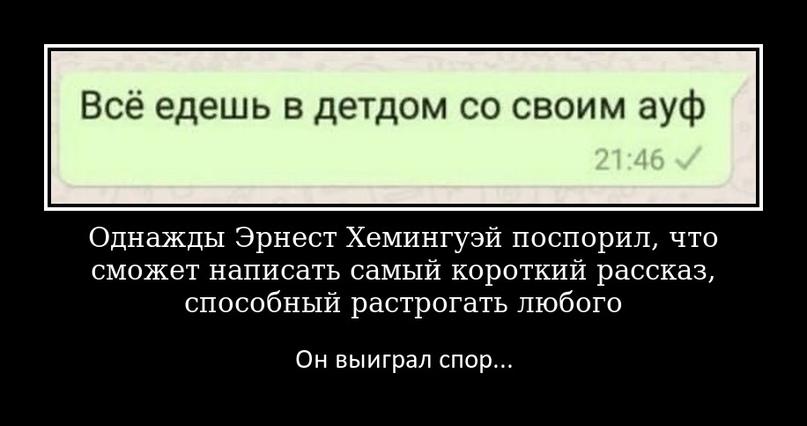 Всё едешь в детдом со своим ауф
21:46
Однажды Эрнест Хемингуэй поспорил, что
сможет написать самый короткий рассказ,
способный растрогать любого
Он выиграл спор...